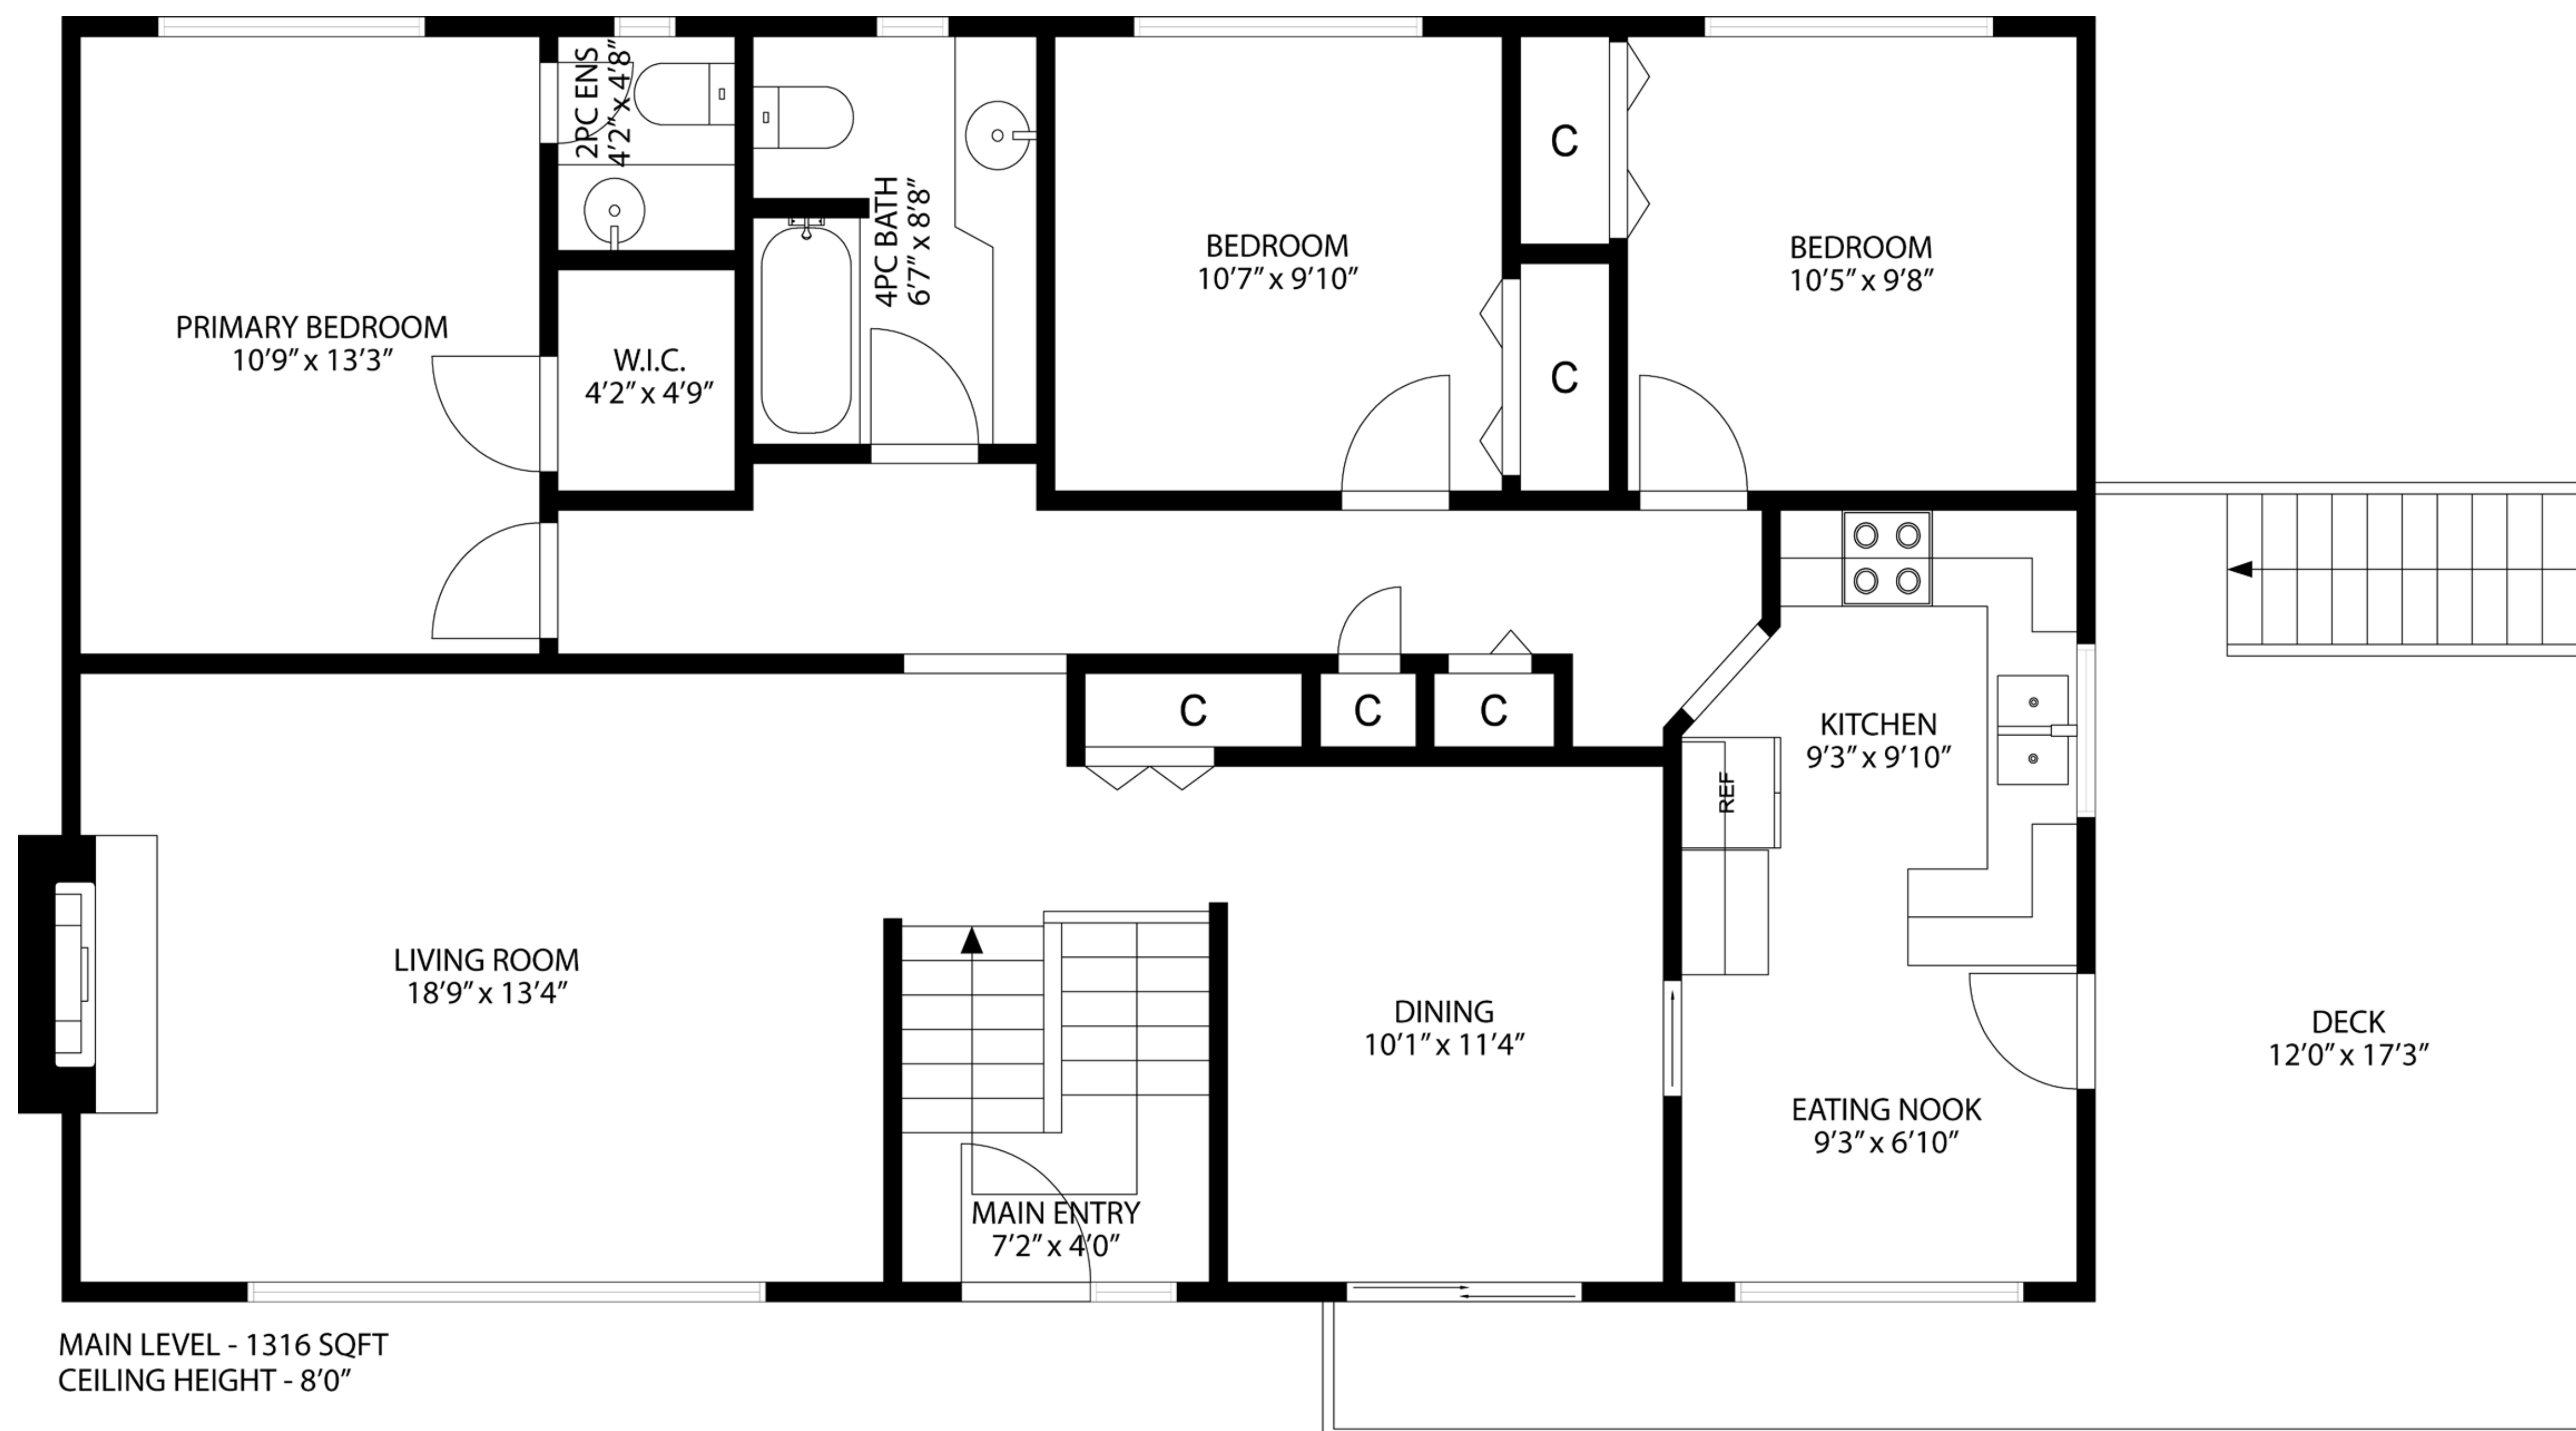 2PC ENS
4'2" x 4'8"
4PC BATH
6'7" x 8'8"
C
BEDROOM
10'7" x 9'10"
BEDROOM
10'5" x 9'8"
PRIMARY BEDROOM
10'9" x 13'3"
W.I.C.
4'2" x 4'9"
C
C
C
C
KITCHEN
9'3" x 9'10"
REF
LIVING ROOM
18'9" x 13'4"
DINING
10'1" x 11'4"
DECK
12'0" x 17'3"
EATING NOOK
9'3" x 6'10"
MAIN ENTRY
7'2" x 4'0"
MAIN LEVEL - 1316 SQFT
CEILING HEIGHT - 8'0"